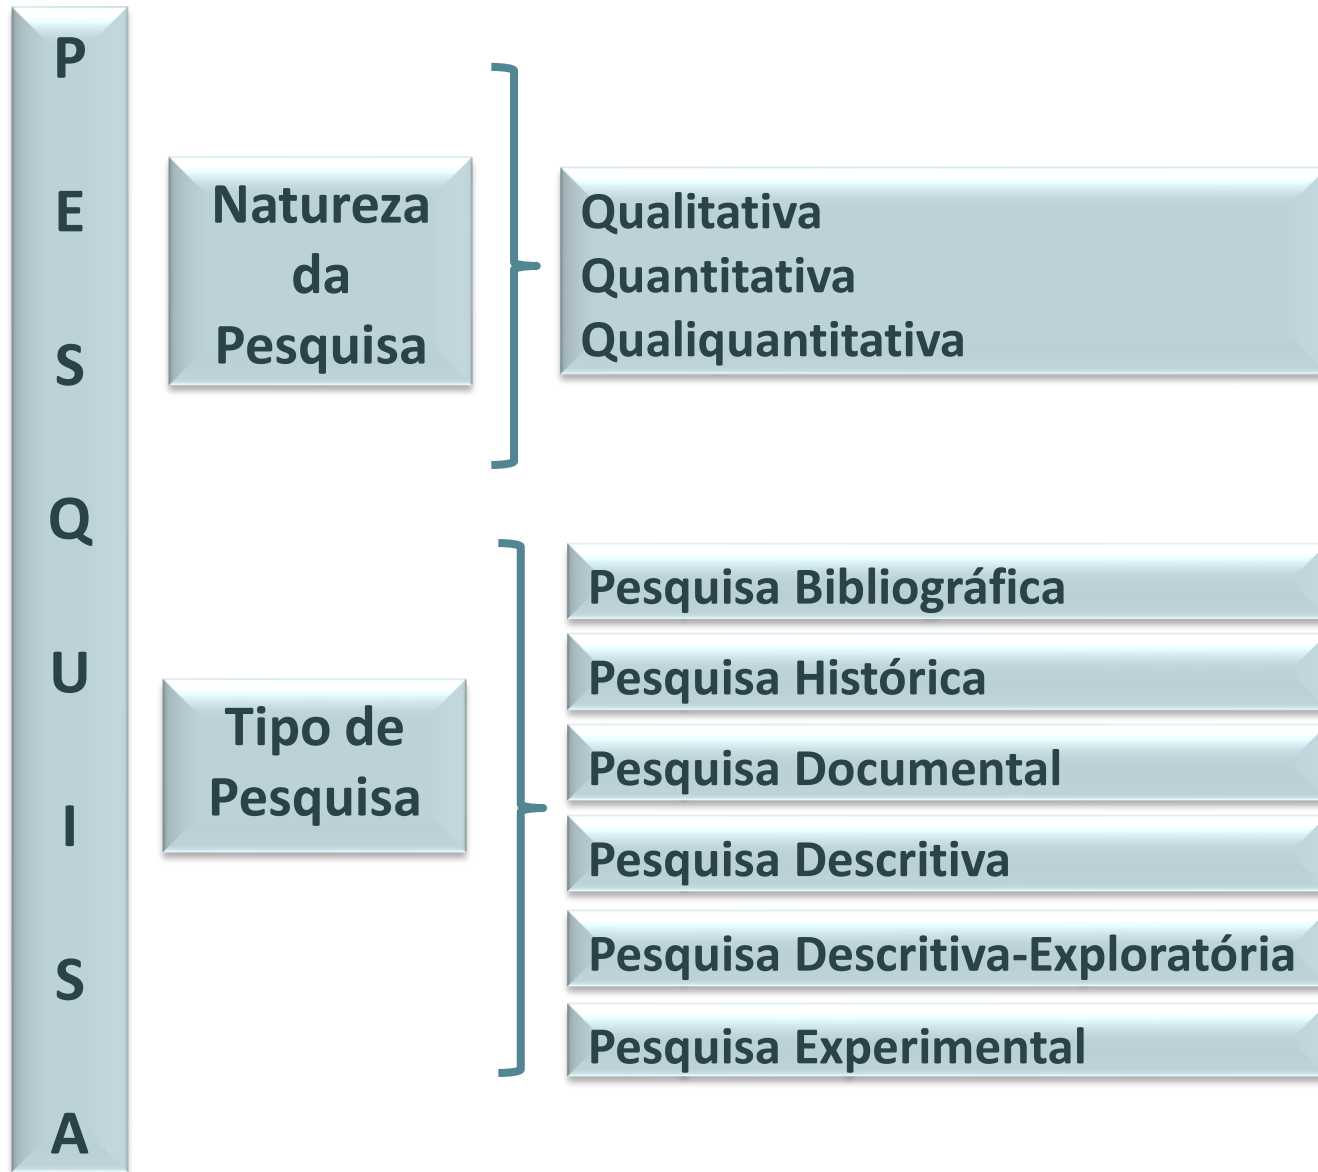 P
E
S
Q
U
I
S
A
Natureza
da
Pesquisa
Qualitativa
Quantitativa
Qualiquantitativa
Tipo de
Pesquisa
Pesquisa Bibliográfica
Pesquisa Histórica
Pesquisa Documental
Pesquisa Descritiva
Pesquisa Descritiva-Exploratória
Pesquisa Experimental